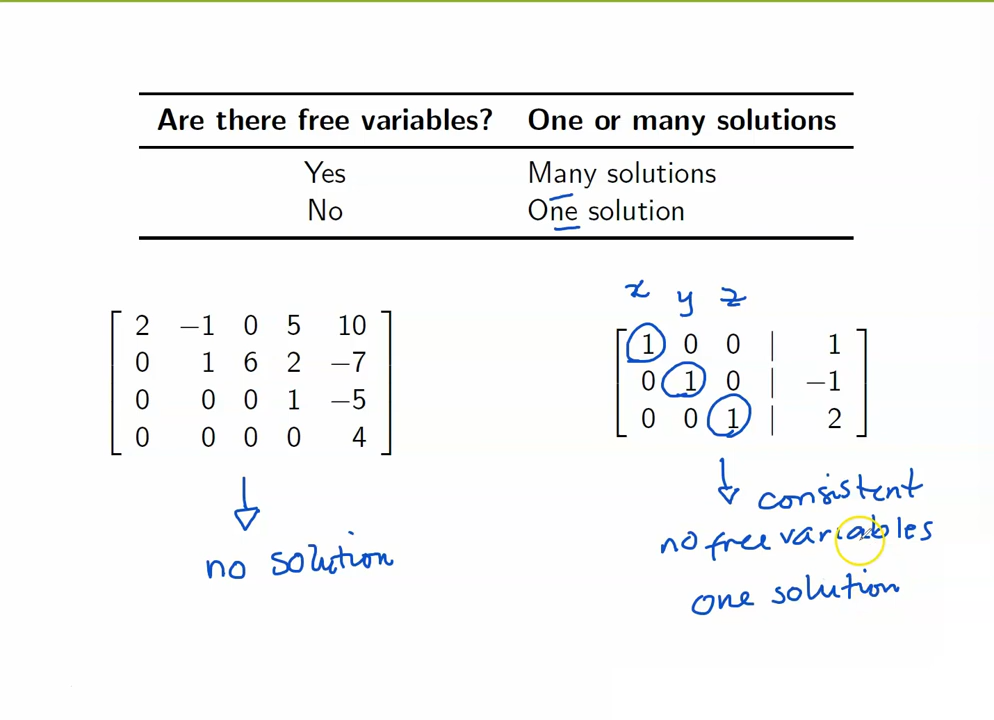 Are there free variables? One or many solutions
Yes Many solutions
No One solution
x y z
2 −1 0 5 10
0 1 6 2 −7
0 0 0 1 −5
0 0 0 0 4
1 0 0 | 1
0 1 0 | −1
0 0 1 | 2
no solution
consistent
no free variables
one solution